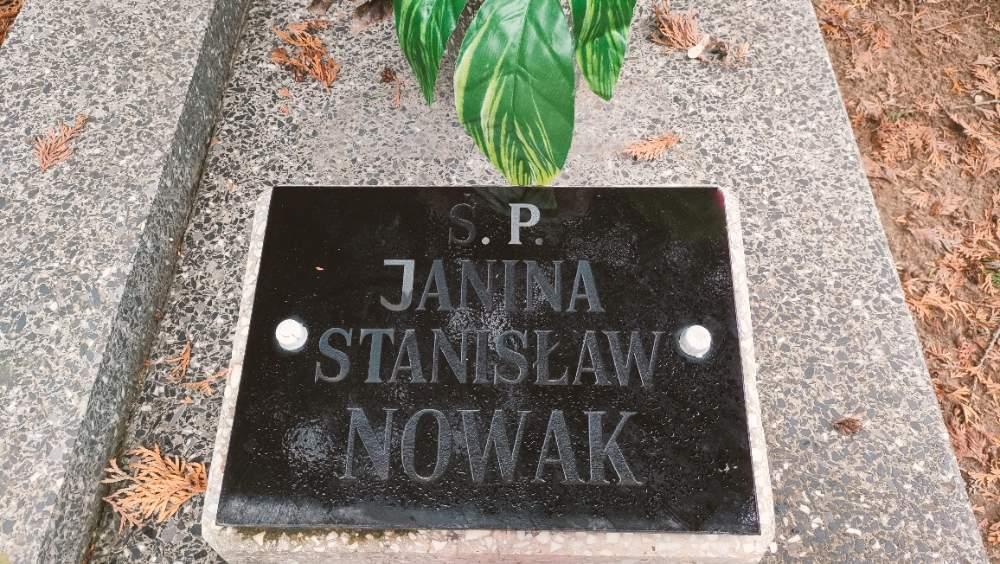 Ś. P.
JANINA
STANISŁAW
NOWAK